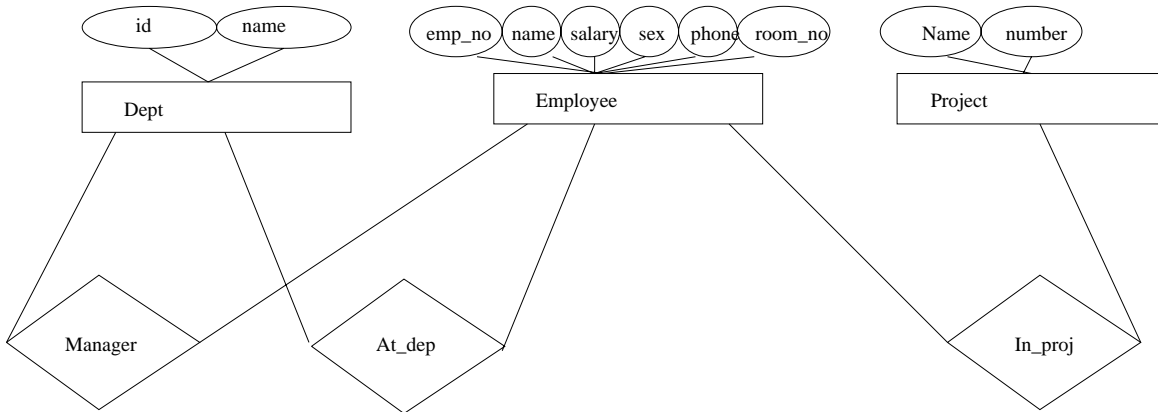 id name emp_no name salary sex phone room_no Name number
Dept Employee Project
Manager At_dep In_proj